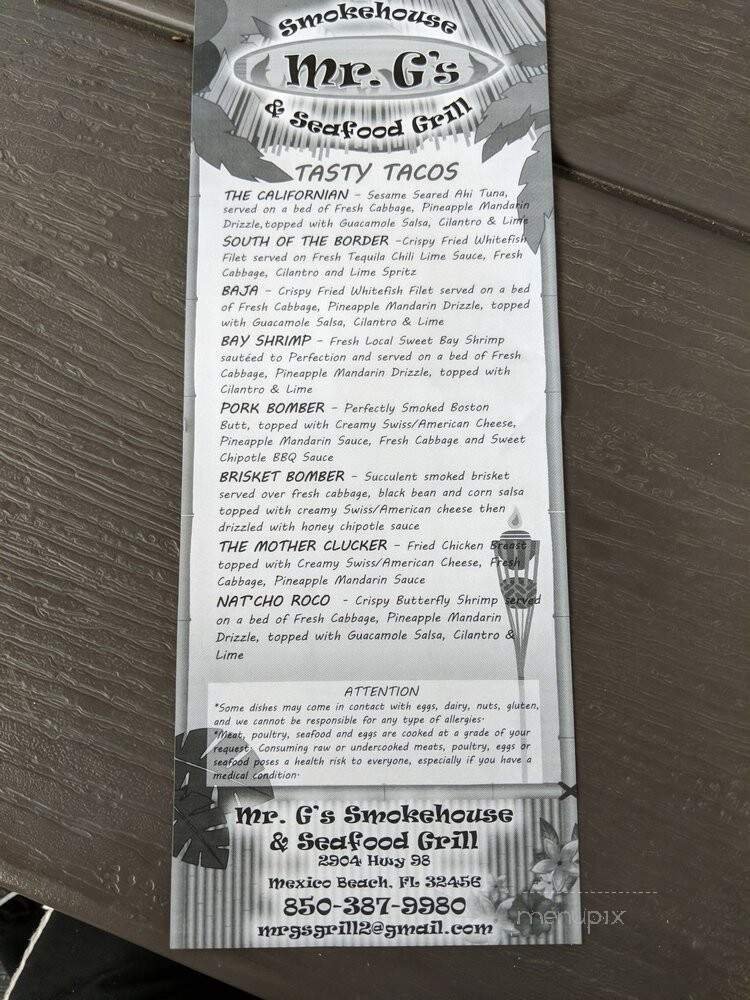 Smokehouse
Mr. G's
& Seafood Grill
TASTY TACOS
THE CALIFORNIAN - Sesame Seared Ahi Tuna,
served on a bed of Fresh Cabbage, Pineapple Mandarin
Drizzle, topped with Guacamole Salsa, Cilantro & Lime
SOUTH OF THE BORDER -Crispy Fried Whitefish
Filet served on Fresh Tequila Chili Lime Sauce, Fresh
Cabbage, Cilantro and Lime Spritz
BAJA - Crispy Fried Whitefish Filet served on a bed
of Fresh Cabbage, Pineapple Mandarin Drizzle, topped
with Guacamole Salsa, Cilantro & Lime
BAY SHRIMP - Fresh Local Sweet Bay Shrimp
sautéed to Perfection and served on a bed of Fresh
Cabbage, Pineapple Mandarin Drizzle, topped with
Cilantro & Lime
PORK BOMBER - Perfectly Smoked Boston
Butt, topped with Creamy Swiss/American Cheese,
Pineapple Mandarin Sauce, Fresh Cabbage and Sweet
Chipotle BBQ Sauce
BRISKET BOMBER - Succulent smoked brisket
served over fresh cabbage, black bean and corn salsa
topped with creamy Swiss/American cheese then
drizzled with honey chipotle sauce
THE MOTHER CLUCKER - Fried Chicken Breast
topped with Creamy Swiss/American Cheese, Fresh
Cabbage, Pineapple Mandarin Sauce
NAT'CHO ROCO - Crispy Butterfly Shrimp served
on a bed of Fresh Cabbage, Pineapple Mandarin
Drizzle, topped with Guacamole Salsa, Cilantro &
Lime
ATTENTION
*Some dishes may come in contact with eggs, dairy, nuts, gluten,
and we cannot be responsible for any type of allergies.
*Meat, poultry, seafood and eggs are cooked at a grade of your
request. Consuming raw or undercooked meats, poultry, eggs or
seafood poses a health risk to everyone, especially if you have a
medical condition.
Mr. G's Smokehouse
& Seafood Grill
2904 Hwy 98
Mexico Beach, FL 32456
850-387-9980
mrgsgrill2@gmail.com
menupix